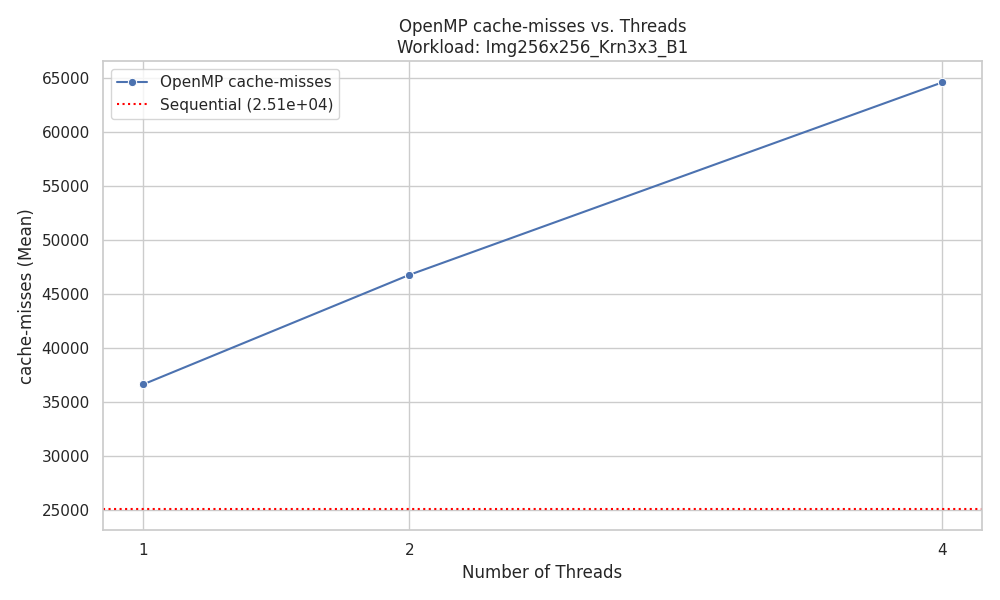 OpenMP cache-misses vs. Threads
Workload: Img256x256_Krn3x3_B1
OpenMP cache-misses
Sequential (2.51e+04)
cache-misses (Mean)
65000
60000
55000
50000
45000
40000
35000
30000
25000
1 2 4
Number of Threads